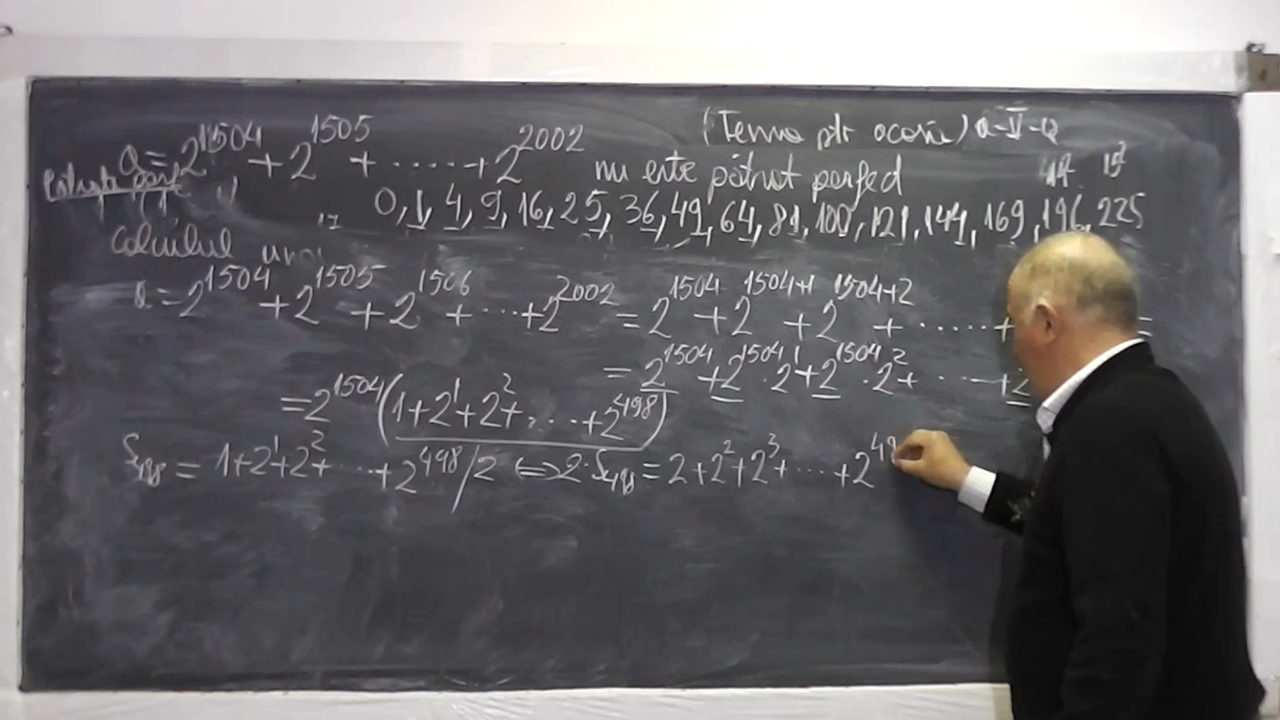 (Tema ptr acasă) a-V-a
a=2^1504+2^1505+.....+2^2002 nu este pătrat perfect
0,1,4,9,16,25,36,49,64,81,100,121,144,169,196,225
calculul
a=2^1504+2^1505+2^1506+...+2^2002=2^1504+2^1504+1+2^1504+2+.....+ =
=2^1504+2^1504·2^1+2^1504·2^2+...+2
=2^1504(1+2^1+2^2+...+2^498)
S_498=1+2^1+2^2+...+2^498/2⇔2·S_498=2+2^2+2^3+...+2^49